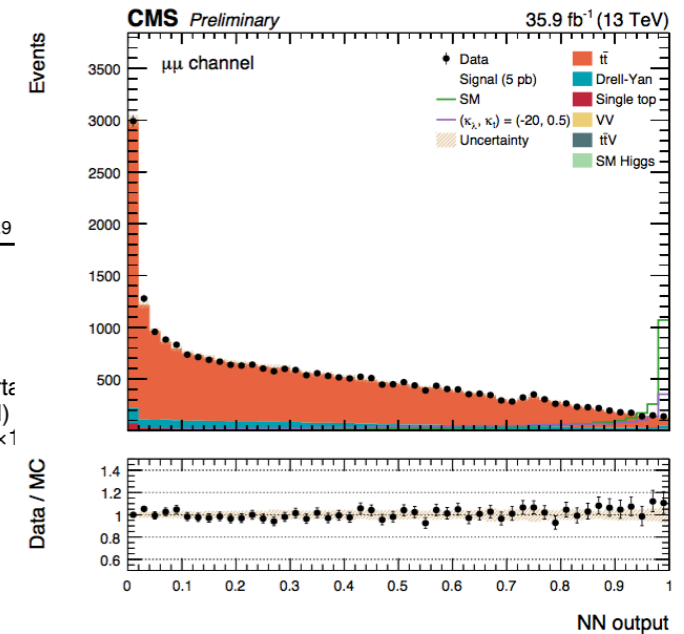 CMS Preliminary 35.9 fb⁻¹ (13 TeV)
Events
μμ channel
Data
Signal (5 pb)
SM
(κλ, κt) = (-20, 0.5)
Uncertainty
tt̄
Drell-Yan
Single top
VV
tt̄V
SM Higgs
3500
3000
2500
2000
1500
1000
500
9
Data / MC
1.4
1.2
1
0.8
0.6
0 0.1 0.2 0.3 0.4 0.5 0.6 0.7 0.8 0.9 1
NN output